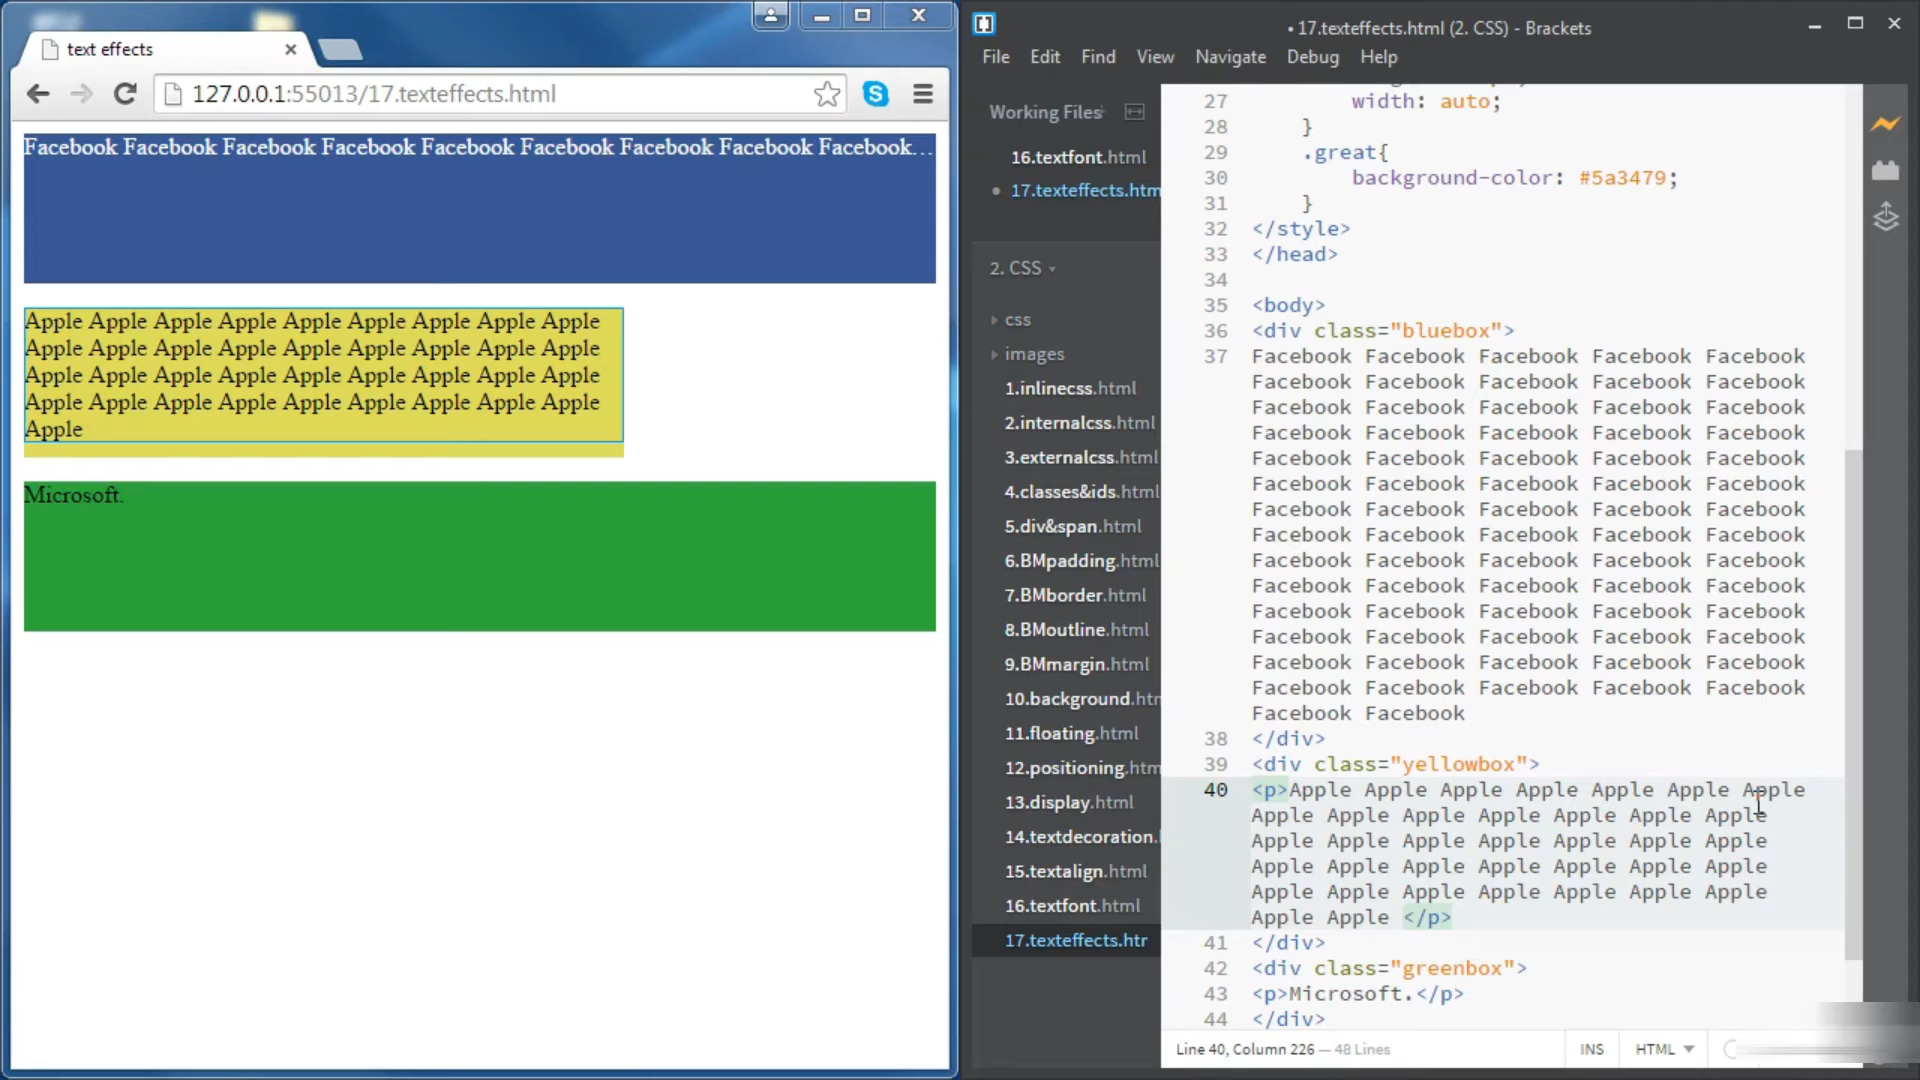 text effects
127.0.0.1:55013/17.texteffects.html
Facebook Facebook Facebook Facebook Facebook Facebook Facebook Facebook Facebook…
Apple Apple Apple Apple Apple Apple Apple Apple Apple
Apple Apple Apple Apple Apple Apple Apple Apple Apple
Apple Apple Apple Apple Apple Apple Apple Apple Apple
Apple Apple Apple Apple Apple Apple Apple Apple Apple
Apple
Microsoft.
• 17.texteffects.html (2. CSS) - Brackets
File Edit Find View Navigate Debug Help
Working Files
16.textfont.html
• 17.texteffects.htm
2. CSS
css
images
1.inlinecss.html
2.internalcss.html
3.externalcss.html
4.classes&ids.html
5.div&span.html
6.BMpadding.html
7.BMborder.html
8.BMoutline.html
9.BMmargin.html
10.background.htm
11.floating.html
12.positioning.htm
13.display.html
14.textdecoration.
15.textalign.html
16.textfont.html
17.texteffects.htr
27 width: auto;
28 }
29 .great{
30 background-color: #5a3479;
31 }
32 </style>
33 </head>
34
35 <body>
36 <div class="bluebox">
37 Facebook Facebook Facebook Facebook Facebook
Facebook Facebook Facebook Facebook Facebook
Facebook Facebook Facebook Facebook Facebook
Facebook Facebook Facebook Facebook Facebook
Facebook Facebook Facebook Facebook Facebook
Facebook Facebook Facebook Facebook Facebook
Facebook Facebook Facebook Facebook Facebook
Facebook Facebook Facebook Facebook Facebook
Facebook Facebook Facebook Facebook Facebook
Facebook Facebook Facebook Facebook Facebook
Facebook Facebook Facebook Facebook Facebook
Facebook Facebook Facebook Facebook Facebook
Facebook Facebook Facebook Facebook Facebook
Facebook Facebook Facebook Facebook Facebook
Facebook Facebook
38 </div>
39 <div class="yellowbox">
40 <p>Apple Apple Apple Apple Apple Apple Apple
Apple Apple Apple Apple Apple Apple Apple
Apple Apple Apple Apple Apple Apple Apple
Apple Apple Apple Apple Apple Apple Apple
Apple Apple Apple Apple Apple Apple Apple
Apple Apple </p>
41 </div>
42 <div class="greenbox">
43 <p>Microsoft.</p>
44 </div>
Line 40, Column 226 — 48 Lines
INS
HTML